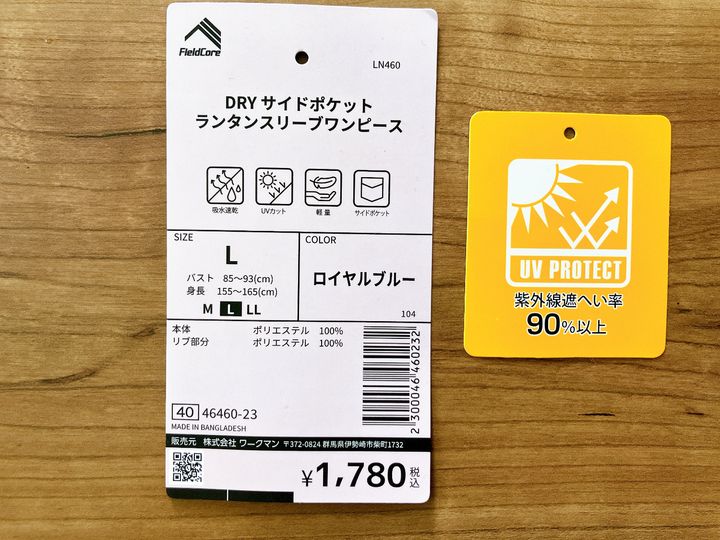 FieldCore
LN460
DRY サイドポケット
ランタンスリーブワンピース
吸水速乾 UVカット 軽量 サイドポケット
SIZE
L
バスト 85～93(cm)
身長 155～165(cm)
M L LL
COLOR
ロイヤルブルー
104
本体 ポリエステル 100%
リブ部分 ポリエステル 100%
2 300046 460232
40 46460-23
MADE IN BANGLADESH
販売元 株式会社 ワークマン 〒372-0824 群馬県伊勢崎市柴町1732
¥1,780税込
UV PROTECT
紫外線遮へい率
90%以上